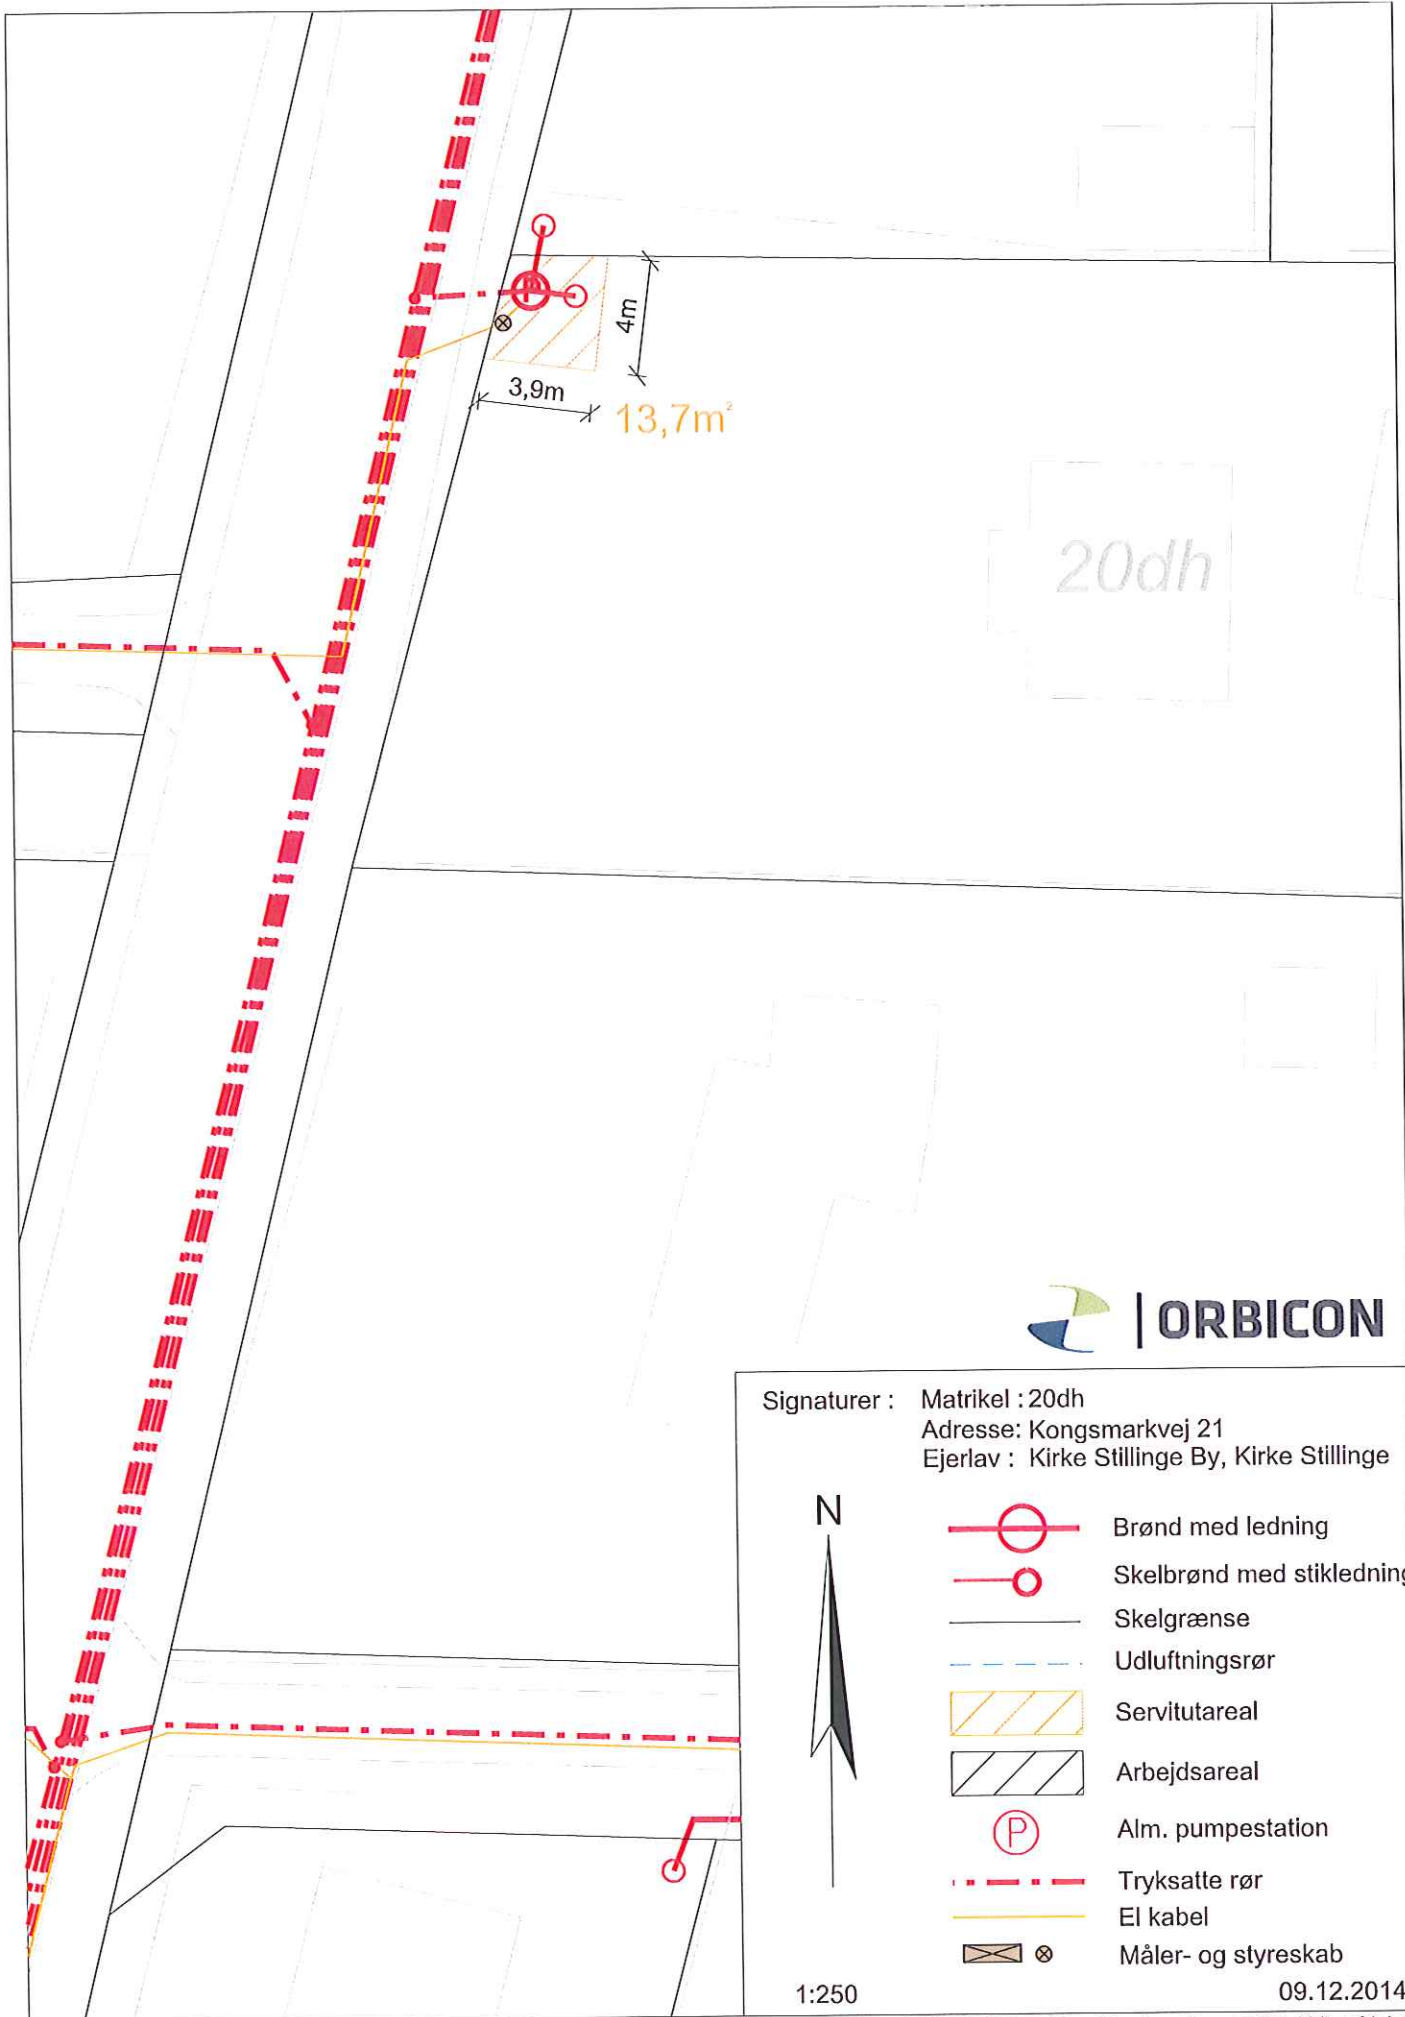 P
4m
3,9m
13,7m²
20dh
ORBICON
Signaturer : Matrikel : 20dh
Adresse: Kongsmarkvej 21
Ejerlav : Kirke Stillinge By, Kirke Stillinge
N
Brønd med ledning
Skelbrønd med stikledning
Skelgrænse
Udluftningsrør
Servitutareal
Arbejdsareal
P Alm. pumpestation
Tryksatte rør
El kabel
Måler- og styreskab
1:250 09.12.2014